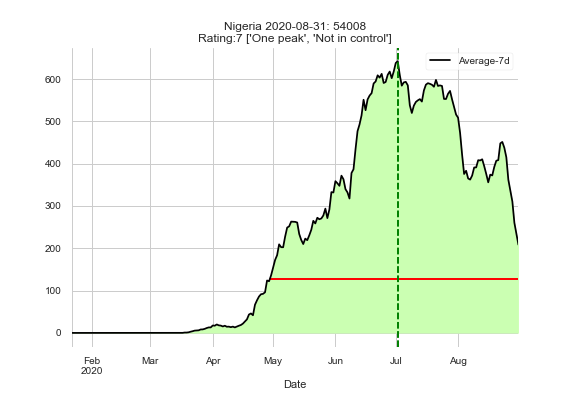 Nigeria 2020-08-31: 54008
Rating:7 ['One peak', 'Not in control']
Average-7d
600
500
400
300
200
100
0
Feb Mar Apr May Jun Jul Aug
2020
Date